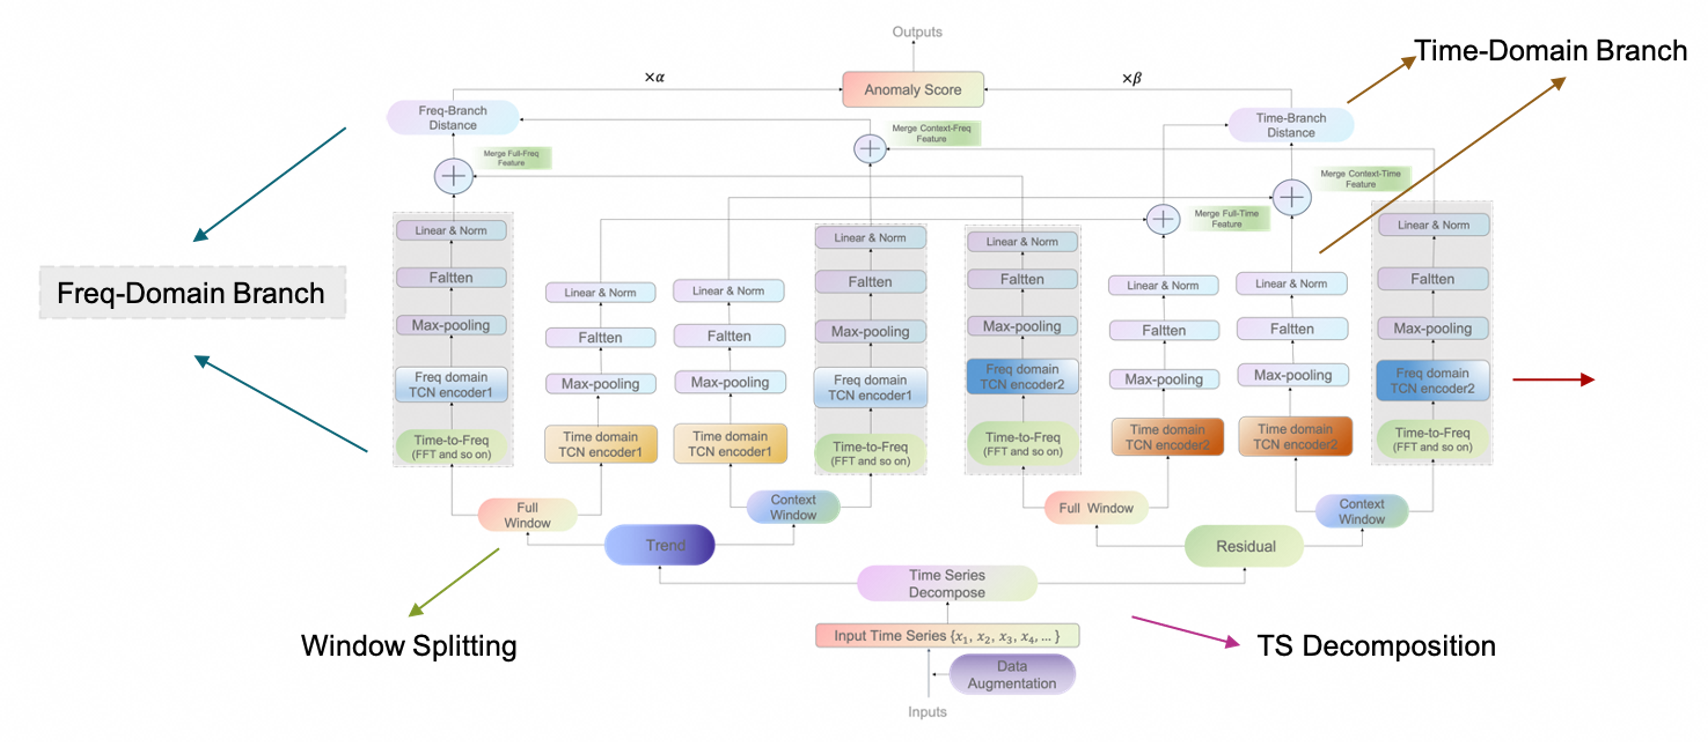 Outputs
Time-Domain Branch
×α
×β
Anomaly Score
Freq-Branch
Distance
Time-Branch
Distance
Merge Context-Freq
Feature
Merge Full-Freq
Feature
Merge Context-Time
Feature
Merge Full-Time
Feature
Freq-Domain Branch
Linear & Norm
Faltten
Max-pooling
Freq domain
TCN encoder1
Time-to-Freq
(FFT and so on)
Linear & Norm
Faltten
Max-pooling
Time domain
TCN encoder1
Linear & Norm
Faltten
Max-pooling
Time domain
TCN encoder1
Linear & Norm
Faltten
Max-pooling
Freq domain
TCN encoder1
Time-to-Freq
(FFT and so on)
Linear & Norm
Faltten
Max-pooling
Freq domain
TCN encoder2
Time-to-Freq
(FFT and so on)
Linear & Norm
Faltten
Max-pooling
Time domain
TCN encoder2
Linear & Norm
Faltten
Max-pooling
Time domain
TCN encoder2
Linear & Norm
Faltten
Max-pooling
Freq domain
TCN encoder2
Time-to-Freq
(FFT and so on)
Full
Window
Context
Window
Full Window
Context
Window
Trend
Residual
Time Series
Decompose
Window Splitting
Input Time Series {x₁, x₂, x₃, x₄, … }
TS Decomposition
Data
Augmentation
Inputs